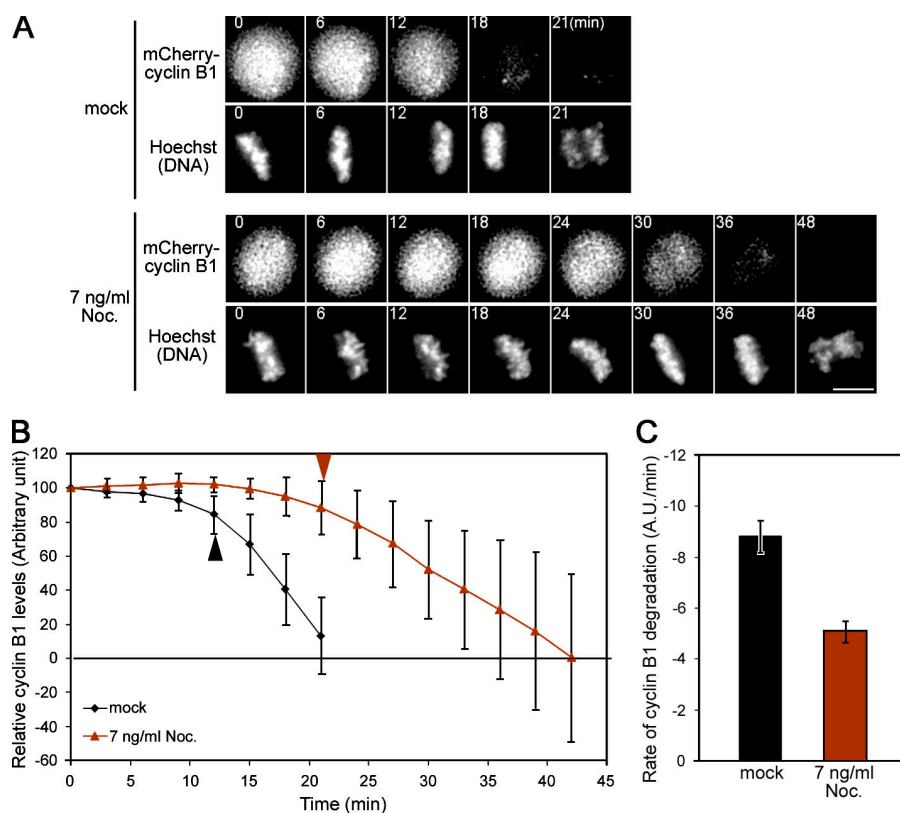 A
0 6 12 18 21(min)
mCherry-
cyclin B1
mock
0 6 12 18 21
Hoechst
(DNA)
0 6 12 18 24 30 36 48
mCherry-
cyclin B1
7 ng/ml
Noc.
0 6 12 18 24 30 36 48
Hoechst
(DNA)
B
Relative cyclin B1 levels (Arbitrary unit)
120
100
80
60
40
20
0
-20
-40
-60
mock
7 ng/ml Noc.
0 5 10 15 20 25 30 35 40 45
Time (min)
C
Rate of cyclin B1 degradation (A.U./min)
-12
-10
-8
-6
-4
-2
0
mock 7 ng/ml
Noc.